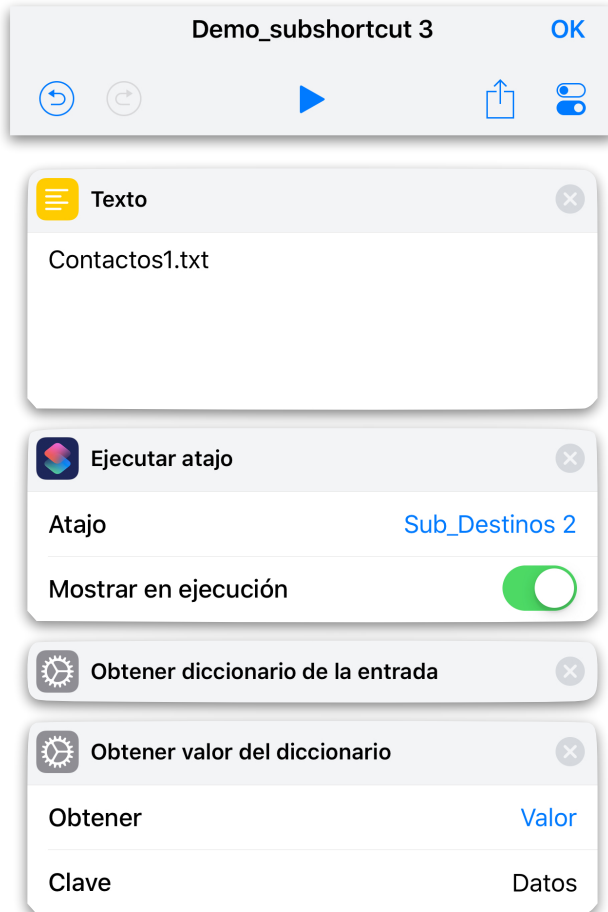 Demo_subshortcut 3
OK
Texto
Contactos1.txt
Ejecutar atajo
Atajo
Sub_Destinos 2
Mostrar en ejecución
Obtener diccionario de la entrada
Obtener valor del diccionario
Obtener
Valor
Clave
Datos